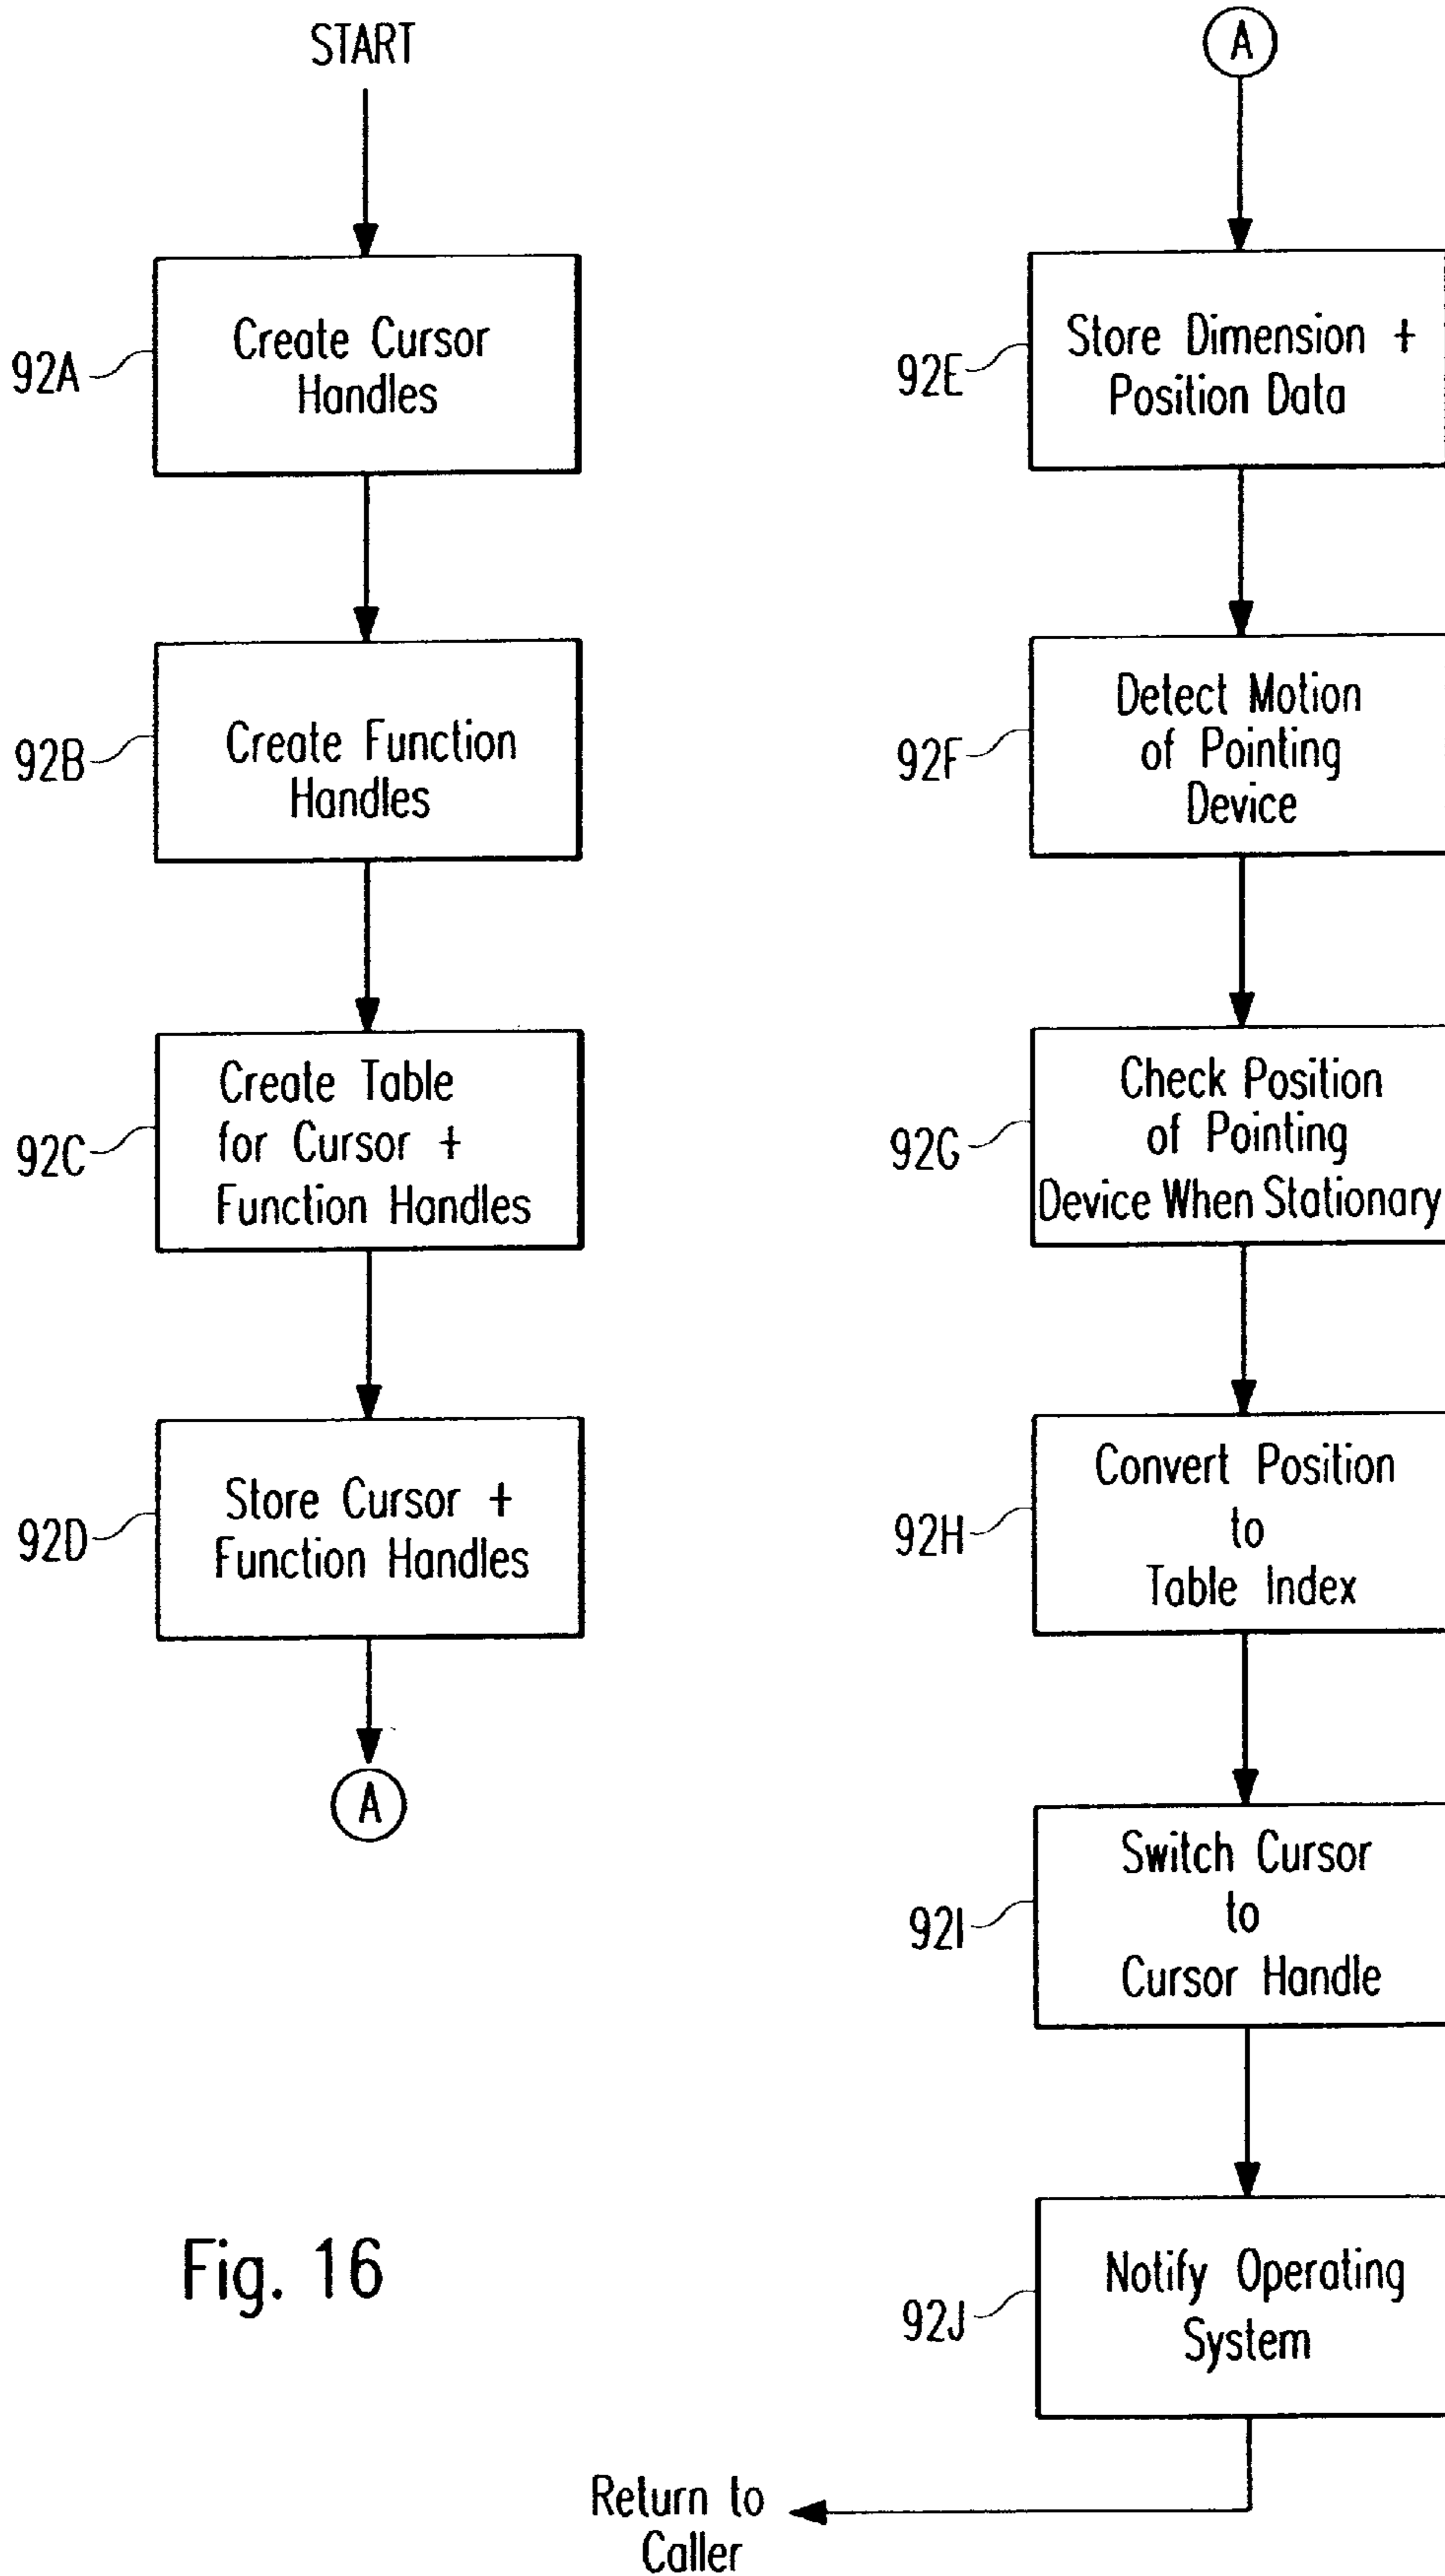 START
92A
Create Cursor
Handles
92B
Create Function
Handles
92C
Create Table
for Cursor +
Function Handles
92D
Store Cursor +
Function Handles
A
A
92E
Store Dimension +
Position Data
92F
Detect Motion
of Pointing
Device
92G
Check Position
of Pointing
Device When Stationary
92H
Convert Position
to
Table Index
92I
Switch Cursor
to
Cursor Handle
92J
Notify Operating
System
Return to
Caller
Fig. 16